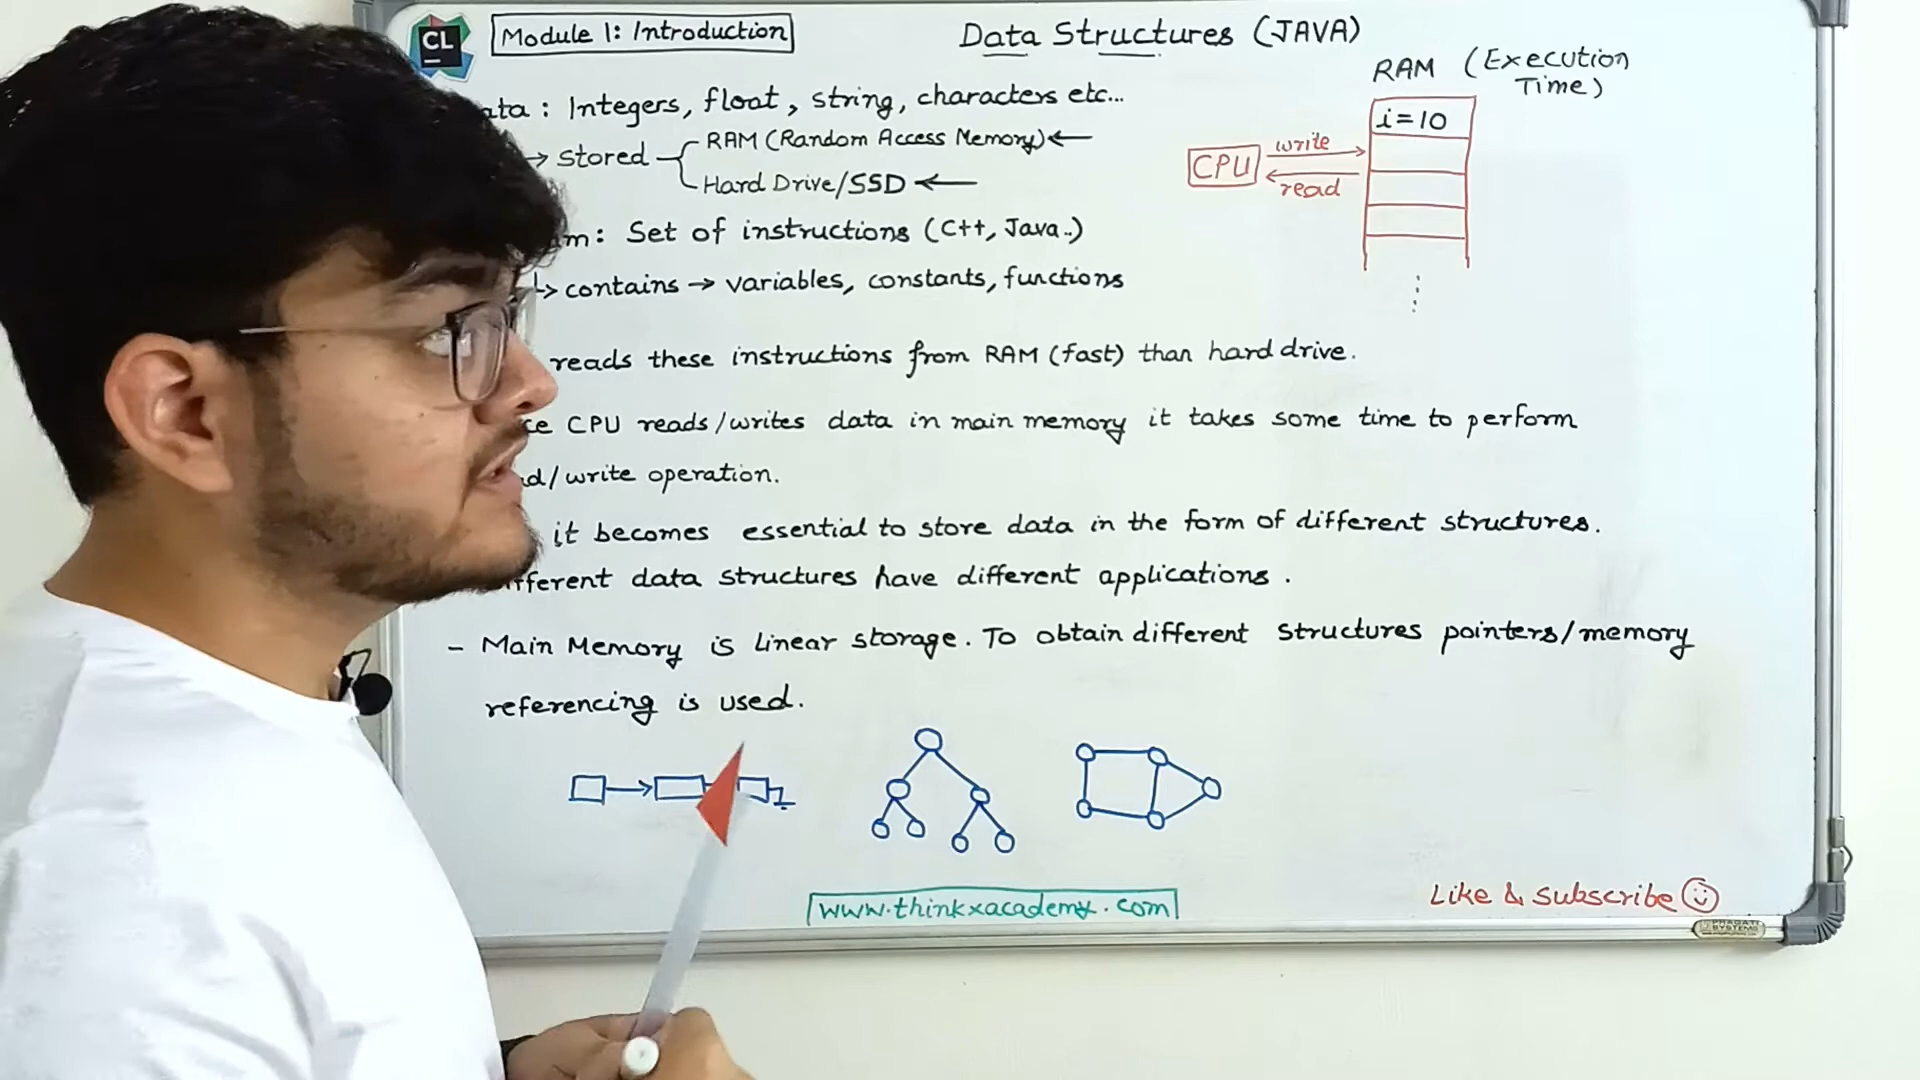 CL
Module 1: Introduction
Data Structures (JAVA)
RAM (Execution Time)
ata : Integers, float, string, characters etc...
→ stored
RAM (Random Access Memory) ←
Hard Drive/SSD ←
i=10
CPU
write
read
m: Set of instructions (C++, Java..)
↳ contains → variables, constants, functions
reads these instructions from RAM (fast) than hard drive.
ce CPU reads/writes data in main memory it takes some time to perform
d/write operation.
it becomes essential to store data in the form of different structures.
fferent data structures have different applications.
- Main Memory is Linear storage. To obtain different structures pointers/memory
referencing is used.
www.thinkxacademy.com
Like & Subscribe
PRAGATI
SYSTEMS